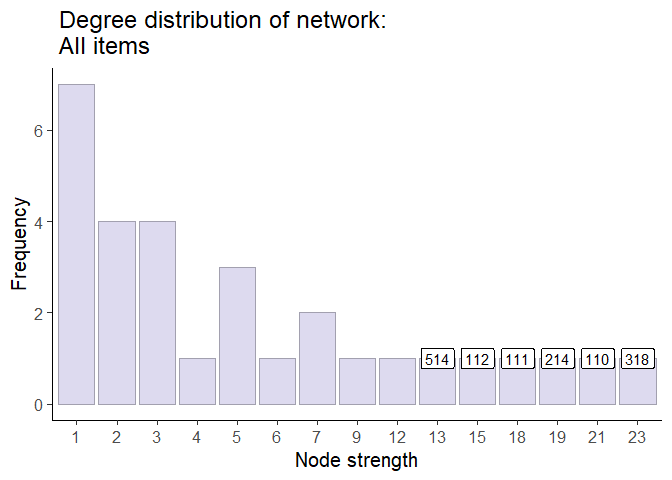 Degree distribution of network:
All items
Frequency
6
4
2
0
514 112 111 214 110 318
1 2 3 4 5 6 7 9 12 13 15 18 19 21 23
Node strength